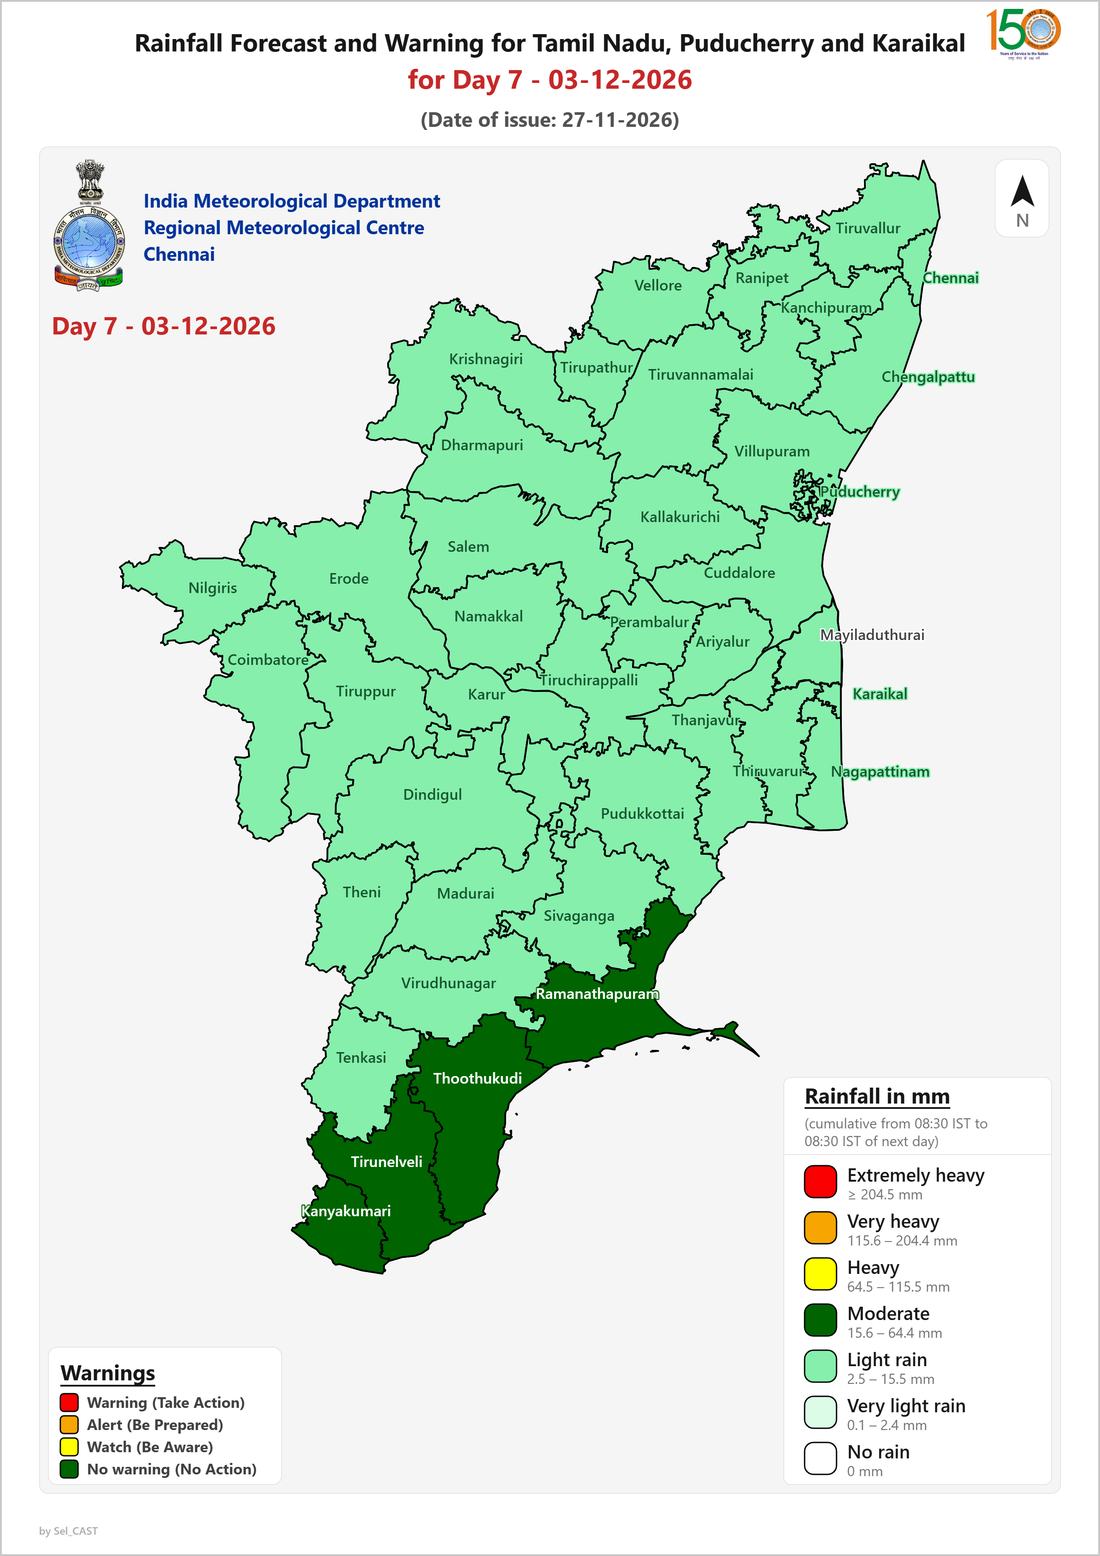 Rainfall Forecast and Warning for Tamil Nadu, Puducherry and Karaikal
150
Years of Service to the Nation
for Day 7 - 03-12-2026
(Date of issue: 27-11-2026)
India Meteorological Department
Regional Meteorological Centre
Chennai
Day 7 - 03-12-2026
N
Tiruvallur
Chennai
Ranipet
Vellore
Kanchipuram
Krishnagiri
Tirupathur
Tiruvannamalai
Chengalpattu
Dharmapuri
Villupuram
Puducherry
Kallakurichi
Salem
Cuddalore
Erode
Nilgiris
Namakkal
Perambalur
Ariyalur
Mayiladuthurai
Coimbatore
Tiruppur
Karur
Tiruchirappalli
Karaikal
Thanjavur
Thiruvarur
Nagapattinam
Dindigul
Pudukkottai
Theni
Madurai
Sivaganga
Virudhunagar
Ramanathapuram
Tenkasi
Thoothukudi
Tirunelveli
Kanyakumari
Rainfall in mm
(cumulative from 08:30 IST to
08:30 IST of next day)
Extremely heavy
≥ 204.5 mm
Very heavy
115.6 – 204.4 mm
Heavy
64.5 – 115.5 mm
Moderate
15.6 – 64.4 mm
Light rain
2.5 – 15.5 mm
Very light rain
0.1 – 2.4 mm
No rain
0 mm
Warnings
Warning (Take Action)
Alert (Be Prepared)
Watch (Be Aware)
No warning (No Action)
by Sel_CAST